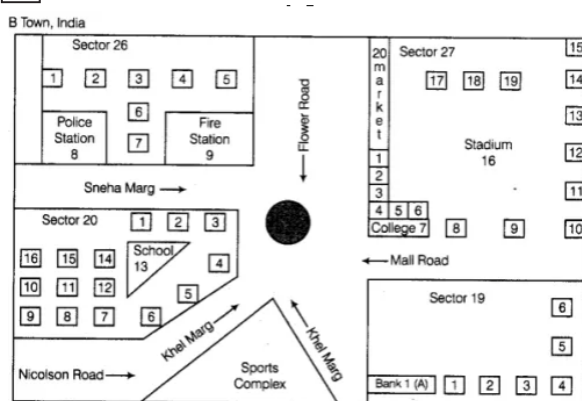 B Town, India
Sector 26
1 2 3 4 5
6
7
Police
Station
8
Fire
Station
9
Flower Road
20
market
1
2
3
4 5 6
College 7 8 9 10
Sector 27
17 18 19
Stadium
16
15
14
13
12
11
Sneha Marg
Sector 20
1 2 3
4
5
6
School
13
16 15 14
10 11 12
9 8 7
Mall Road
Khel Marg
Khel Marg
Nicolson Road
Sports
Complex
Sector 19
6
5
Bank 1 (A) 1 2 3 4